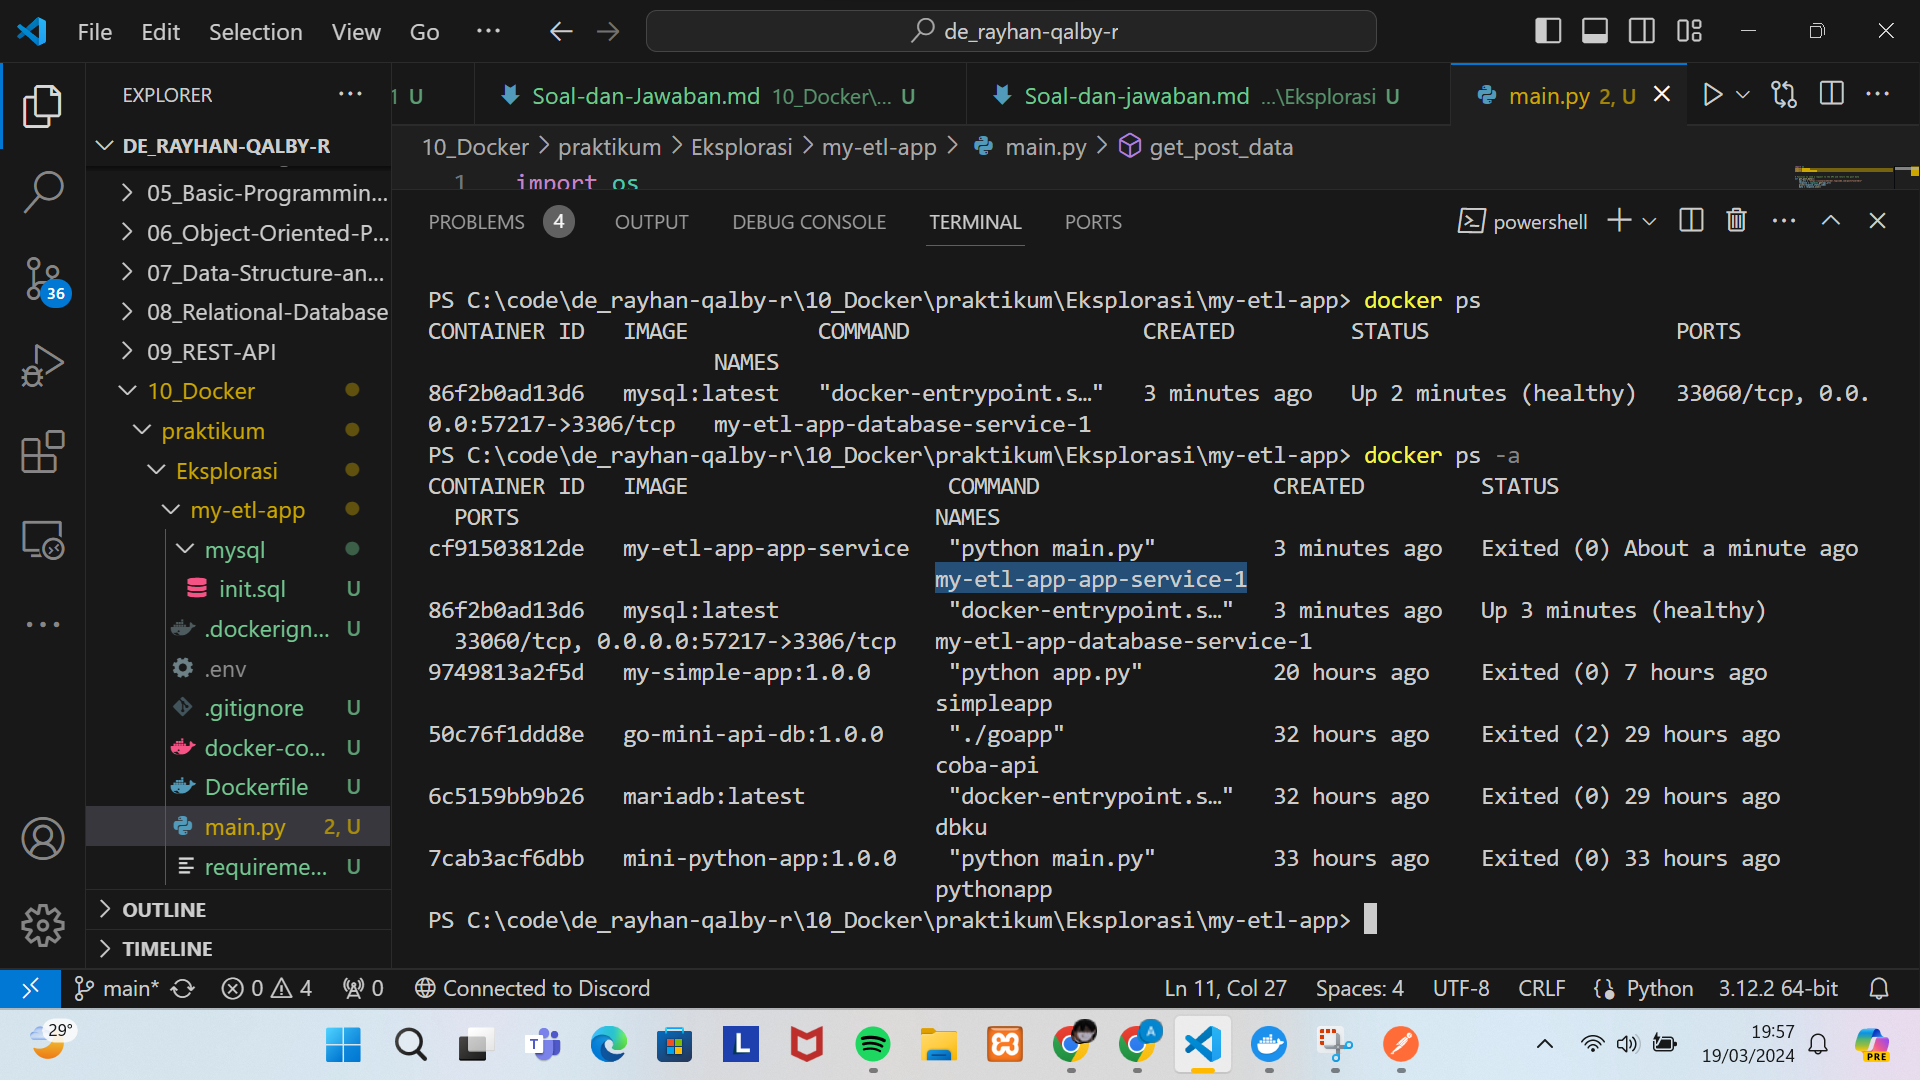 File Edit Selection View Go ··· de_rayhan-qalby-r
EXPLORER ···
1 U Soal-dan-Jawaban.md 10_Docker\... U Soal-dan-jawaban.md ...\Eksplorasi U main.py 2, U
DE_RAYHAN-QALBY-R
10_Docker > praktikum > Eksplorasi > my-etl-app > main.py > get_post_data
1 import os
05_Basic-Programmin...
06_Object-Oriented-P...
07_Data-Structure-an...
08_Relational-Database
09_REST-API
10_Docker
praktikum
Eksplorasi
my-etl-app
mysql
init.sql U
.dockerign... U
.env
.gitignore U
docker-co... U
Dockerfile U
main.py 2, U
requireme... U
OUTLINE
TIMELINE
36
PROBLEMS 4 OUTPUT DEBUG CONSOLE TERMINAL PORTS powershell
PS C:\code\de_rayhan-qalby-r\10_Docker\praktikum\Eksplorasi\my-etl-app> docker ps
CONTAINER ID IMAGE COMMAND CREATED STATUS PORTS
NAMES
86f2b0ad13d6 mysql:latest "docker-entrypoint.s…" 3 minutes ago Up 2 minutes (healthy) 33060/tcp, 0.0.
0.0:57217->3306/tcp my-etl-app-database-service-1
PS C:\code\de_rayhan-qalby-r\10_Docker\praktikum\Eksplorasi\my-etl-app> docker ps -a
CONTAINER ID IMAGE COMMAND CREATED STATUS
PORTS NAMES
cf91503812de my-etl-app-app-service "python main.py" 3 minutes ago Exited (0) About a minute ago
my-etl-app-app-service-1
86f2b0ad13d6 mysql:latest "docker-entrypoint.s…" 3 minutes ago Up 3 minutes (healthy)
33060/tcp, 0.0.0.0:57217->3306/tcp my-etl-app-database-service-1
9749813a2f5d my-simple-app:1.0.0 "python app.py" 20 hours ago Exited (0) 7 hours ago
simpleapp
50c76f1ddd8e go-mini-api-db:1.0.0 "./goapp" 32 hours ago Exited (2) 29 hours ago
coba-api
6c5159bb9b26 mariadb:latest "docker-entrypoint.s…" 32 hours ago Exited (0) 29 hours ago
dbku
7cab3acf6dbb mini-python-app:1.0.0 "python main.py" 33 hours ago Exited (0) 33 hours ago
pythonapp
PS C:\code\de_rayhan-qalby-r\10_Docker\praktikum\Eksplorasi\my-etl-app>
main* 0 4 0 Connected to Discord Ln 11, Col 27 Spaces: 4 UTF-8 CRLF Python 3.12.2 64-bit
29°
L
A
19:57
19/03/2024
PRE